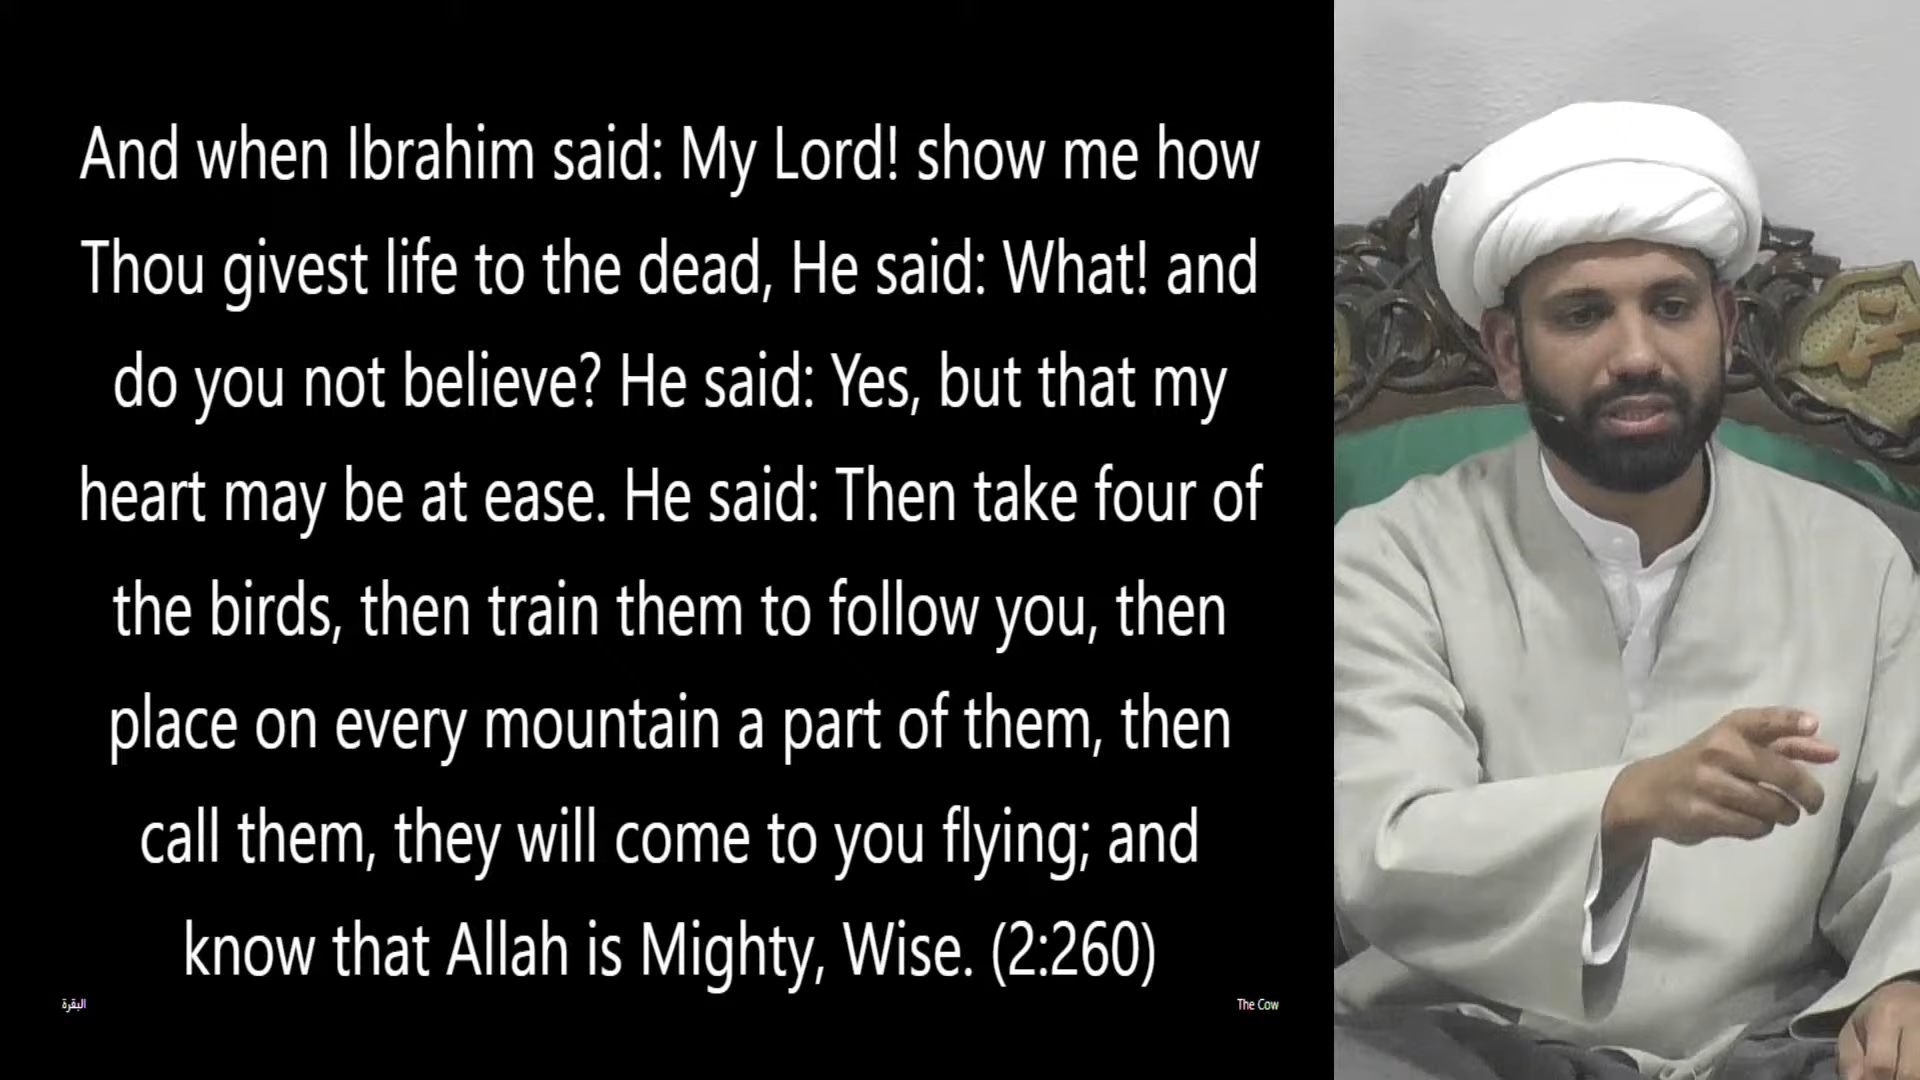 And when Ibrahim said: My Lord! show me how
Thou givest life to the dead, He said: What! and
do you not believe? He said: Yes, but that my
heart may be at ease. He said: Then take four of
the birds, then train them to follow you, then
place on every mountain a part of them, then
call them, they will come to you flying; and
know that Allah is Mighty, Wise. (2:260)
البقرة
The Cow